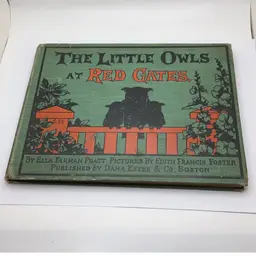 THE LITTLE OWLS
AT RED GATES
BY ELLA FARMAN PRATT PICTURES BY EDITH FRANCIS FOSTER
PUBLISHED BY DANA ESTES & CO. BOSTON